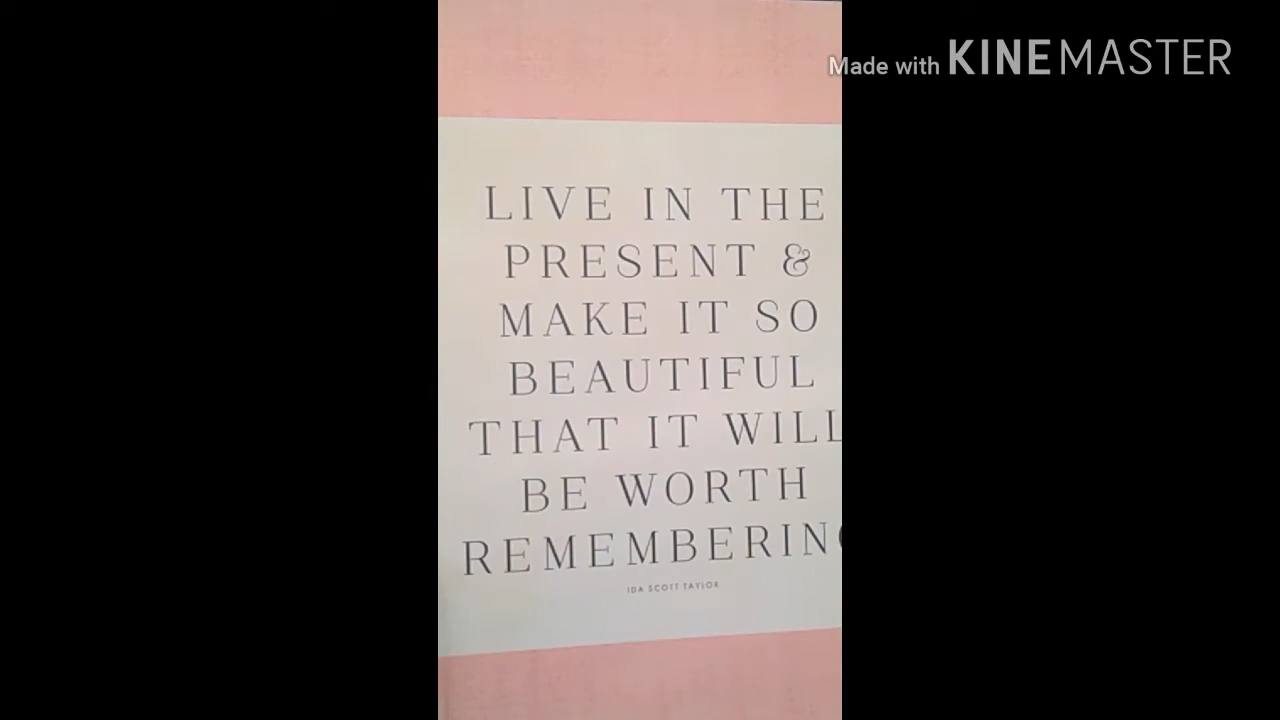 Made with KINEMASTER
LIVE IN THE
PRESENT &
MAKE IT SO
BEAUTIFUL
THAT IT WILL
BE WORTH
REMEMBERING
IDA SCOTT TAYLOR